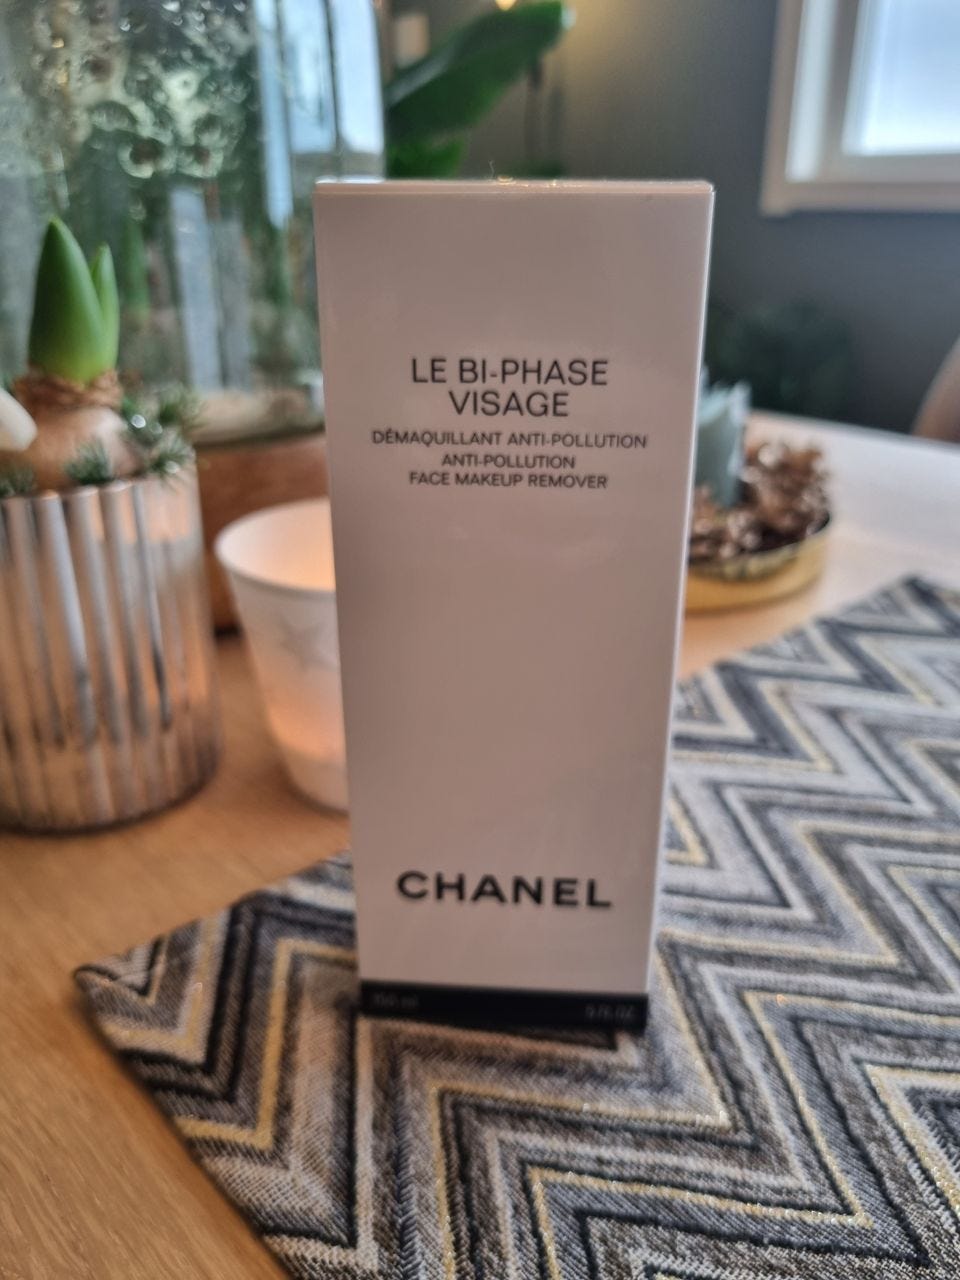 LE BI-PHASE
VISAGE
DÉMAQUILLANT ANTI-POLLUTION
ANTI-POLLUTION
FACE MAKEUP REMOVER
CHANEL